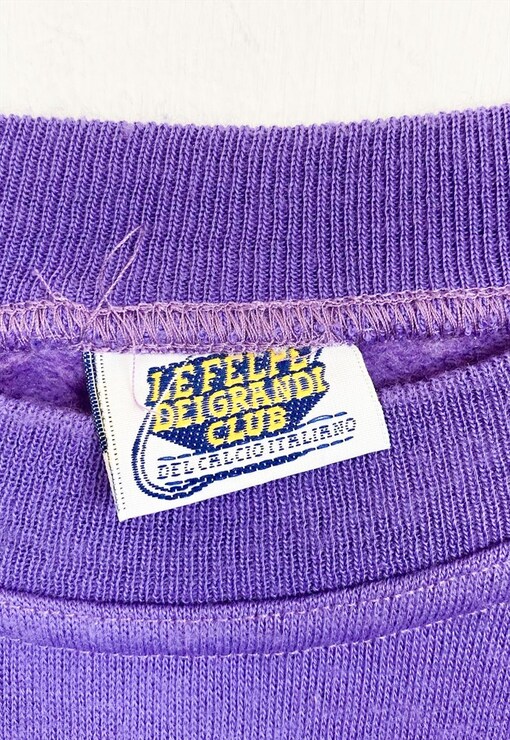 LE FELPE
DEI GRANDI
CLUB
DEL CALCIO ITALIANO